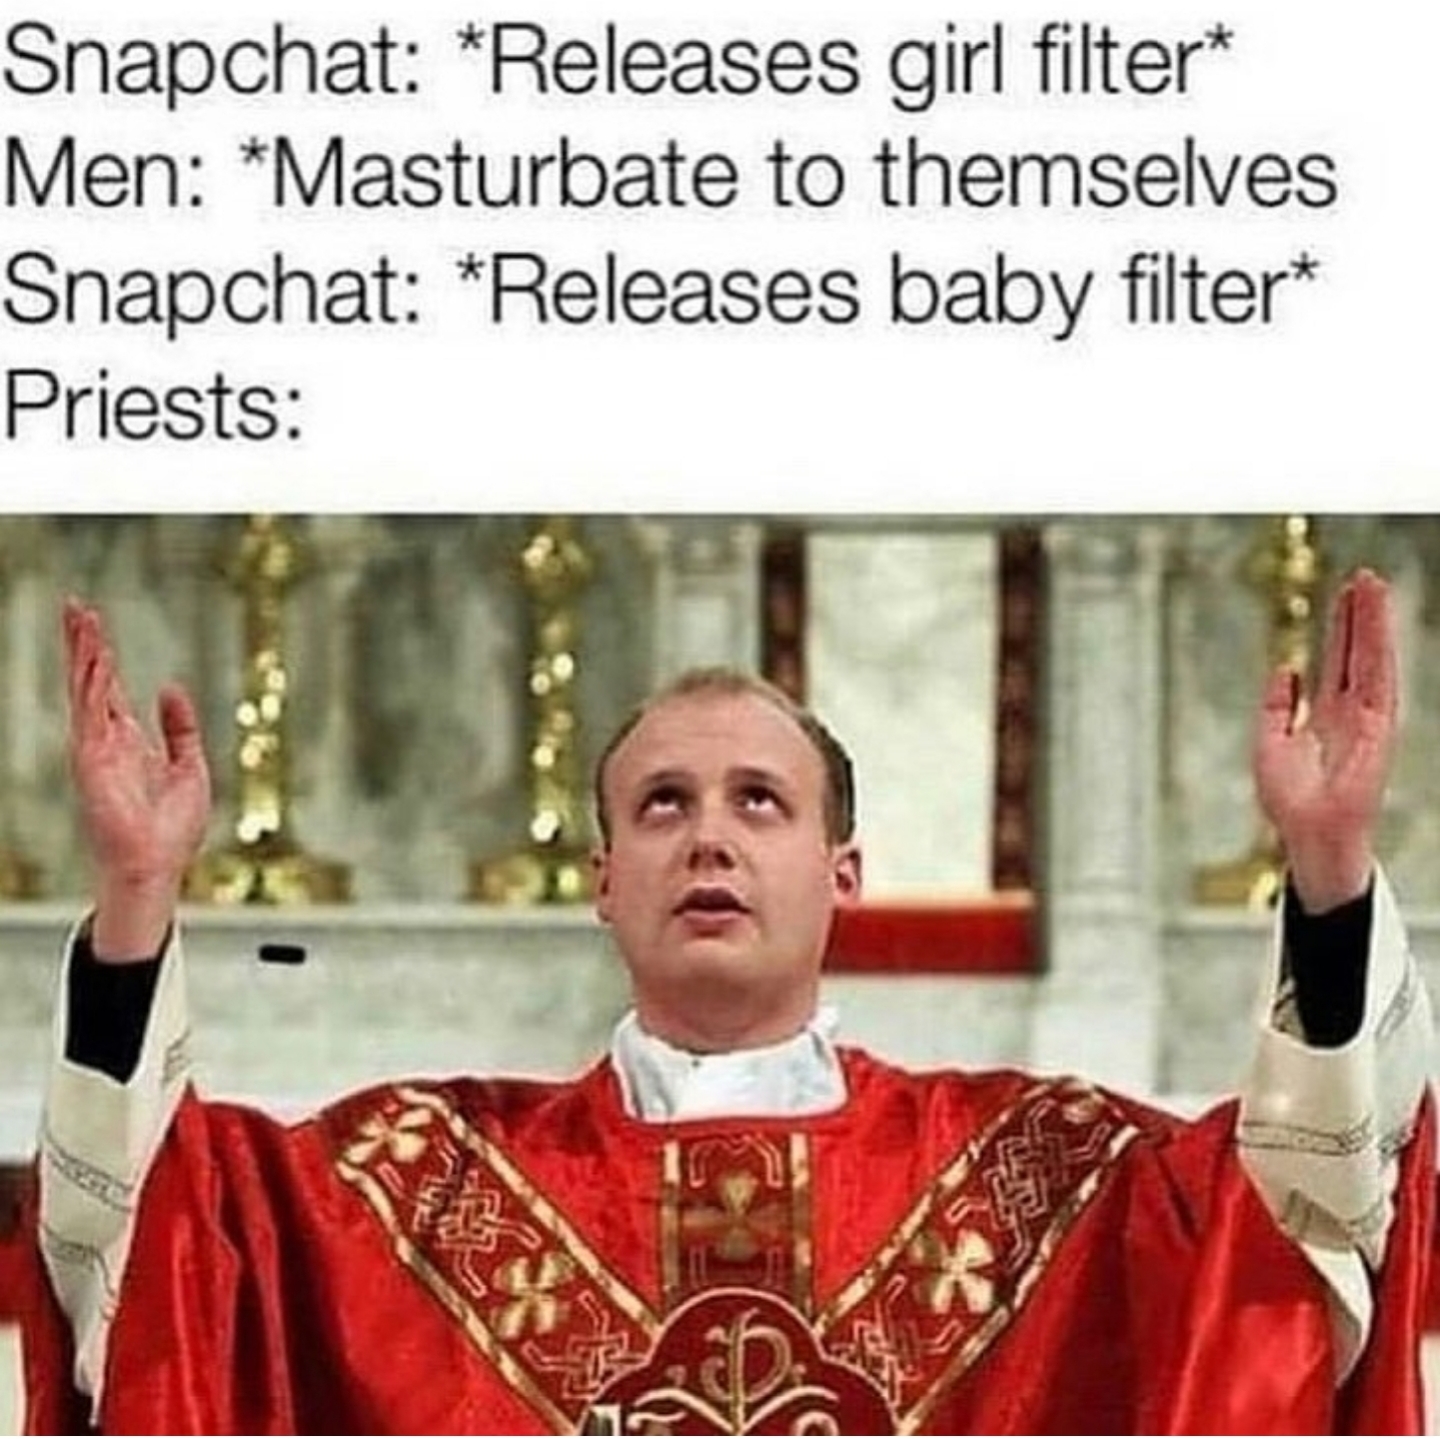 Snapchat: *Releases girl filter*
Men: *Masturbate to themselves
Snapchat: *Releases baby filter*
Priests: